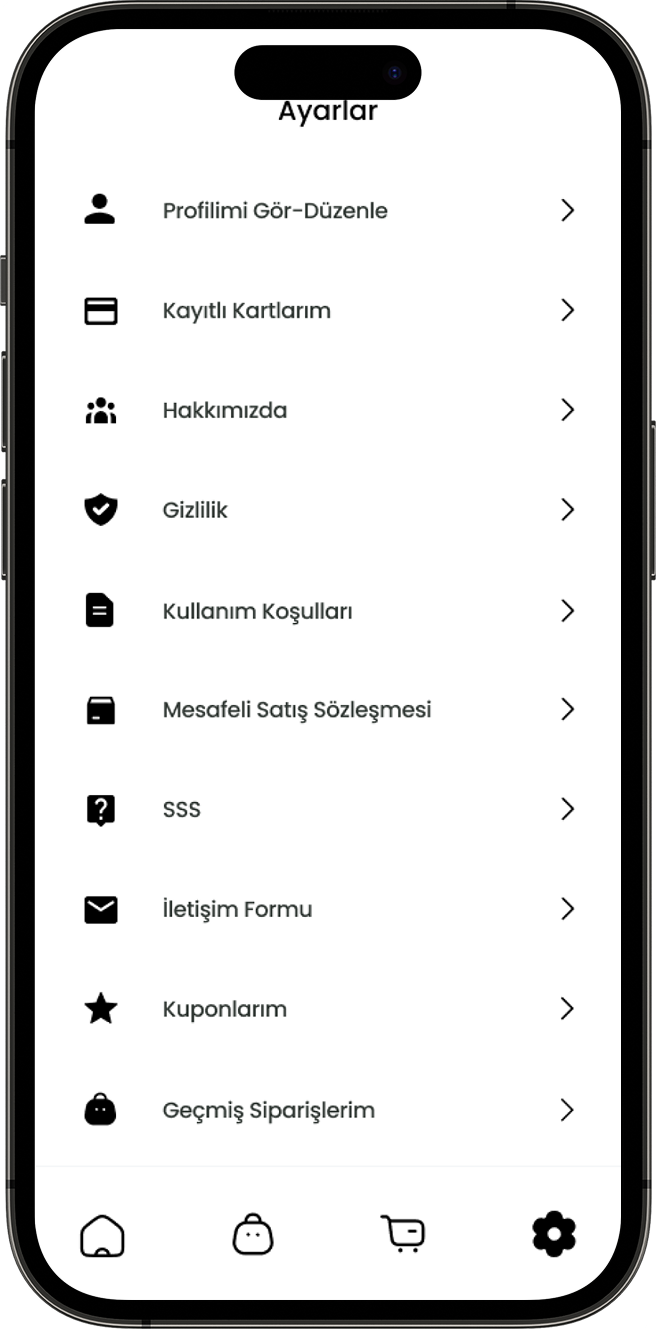 Ayarlar
Profilimi Gör-Düzenle
Kayıtlı Kartlarım
Hakkımızda
Gizlilik
Kullanım Koşulları
Mesafeli Satış Sözleşmesi
SSS
İletişim Formu
Kuponlarım
Geçmiş Siparişlerim